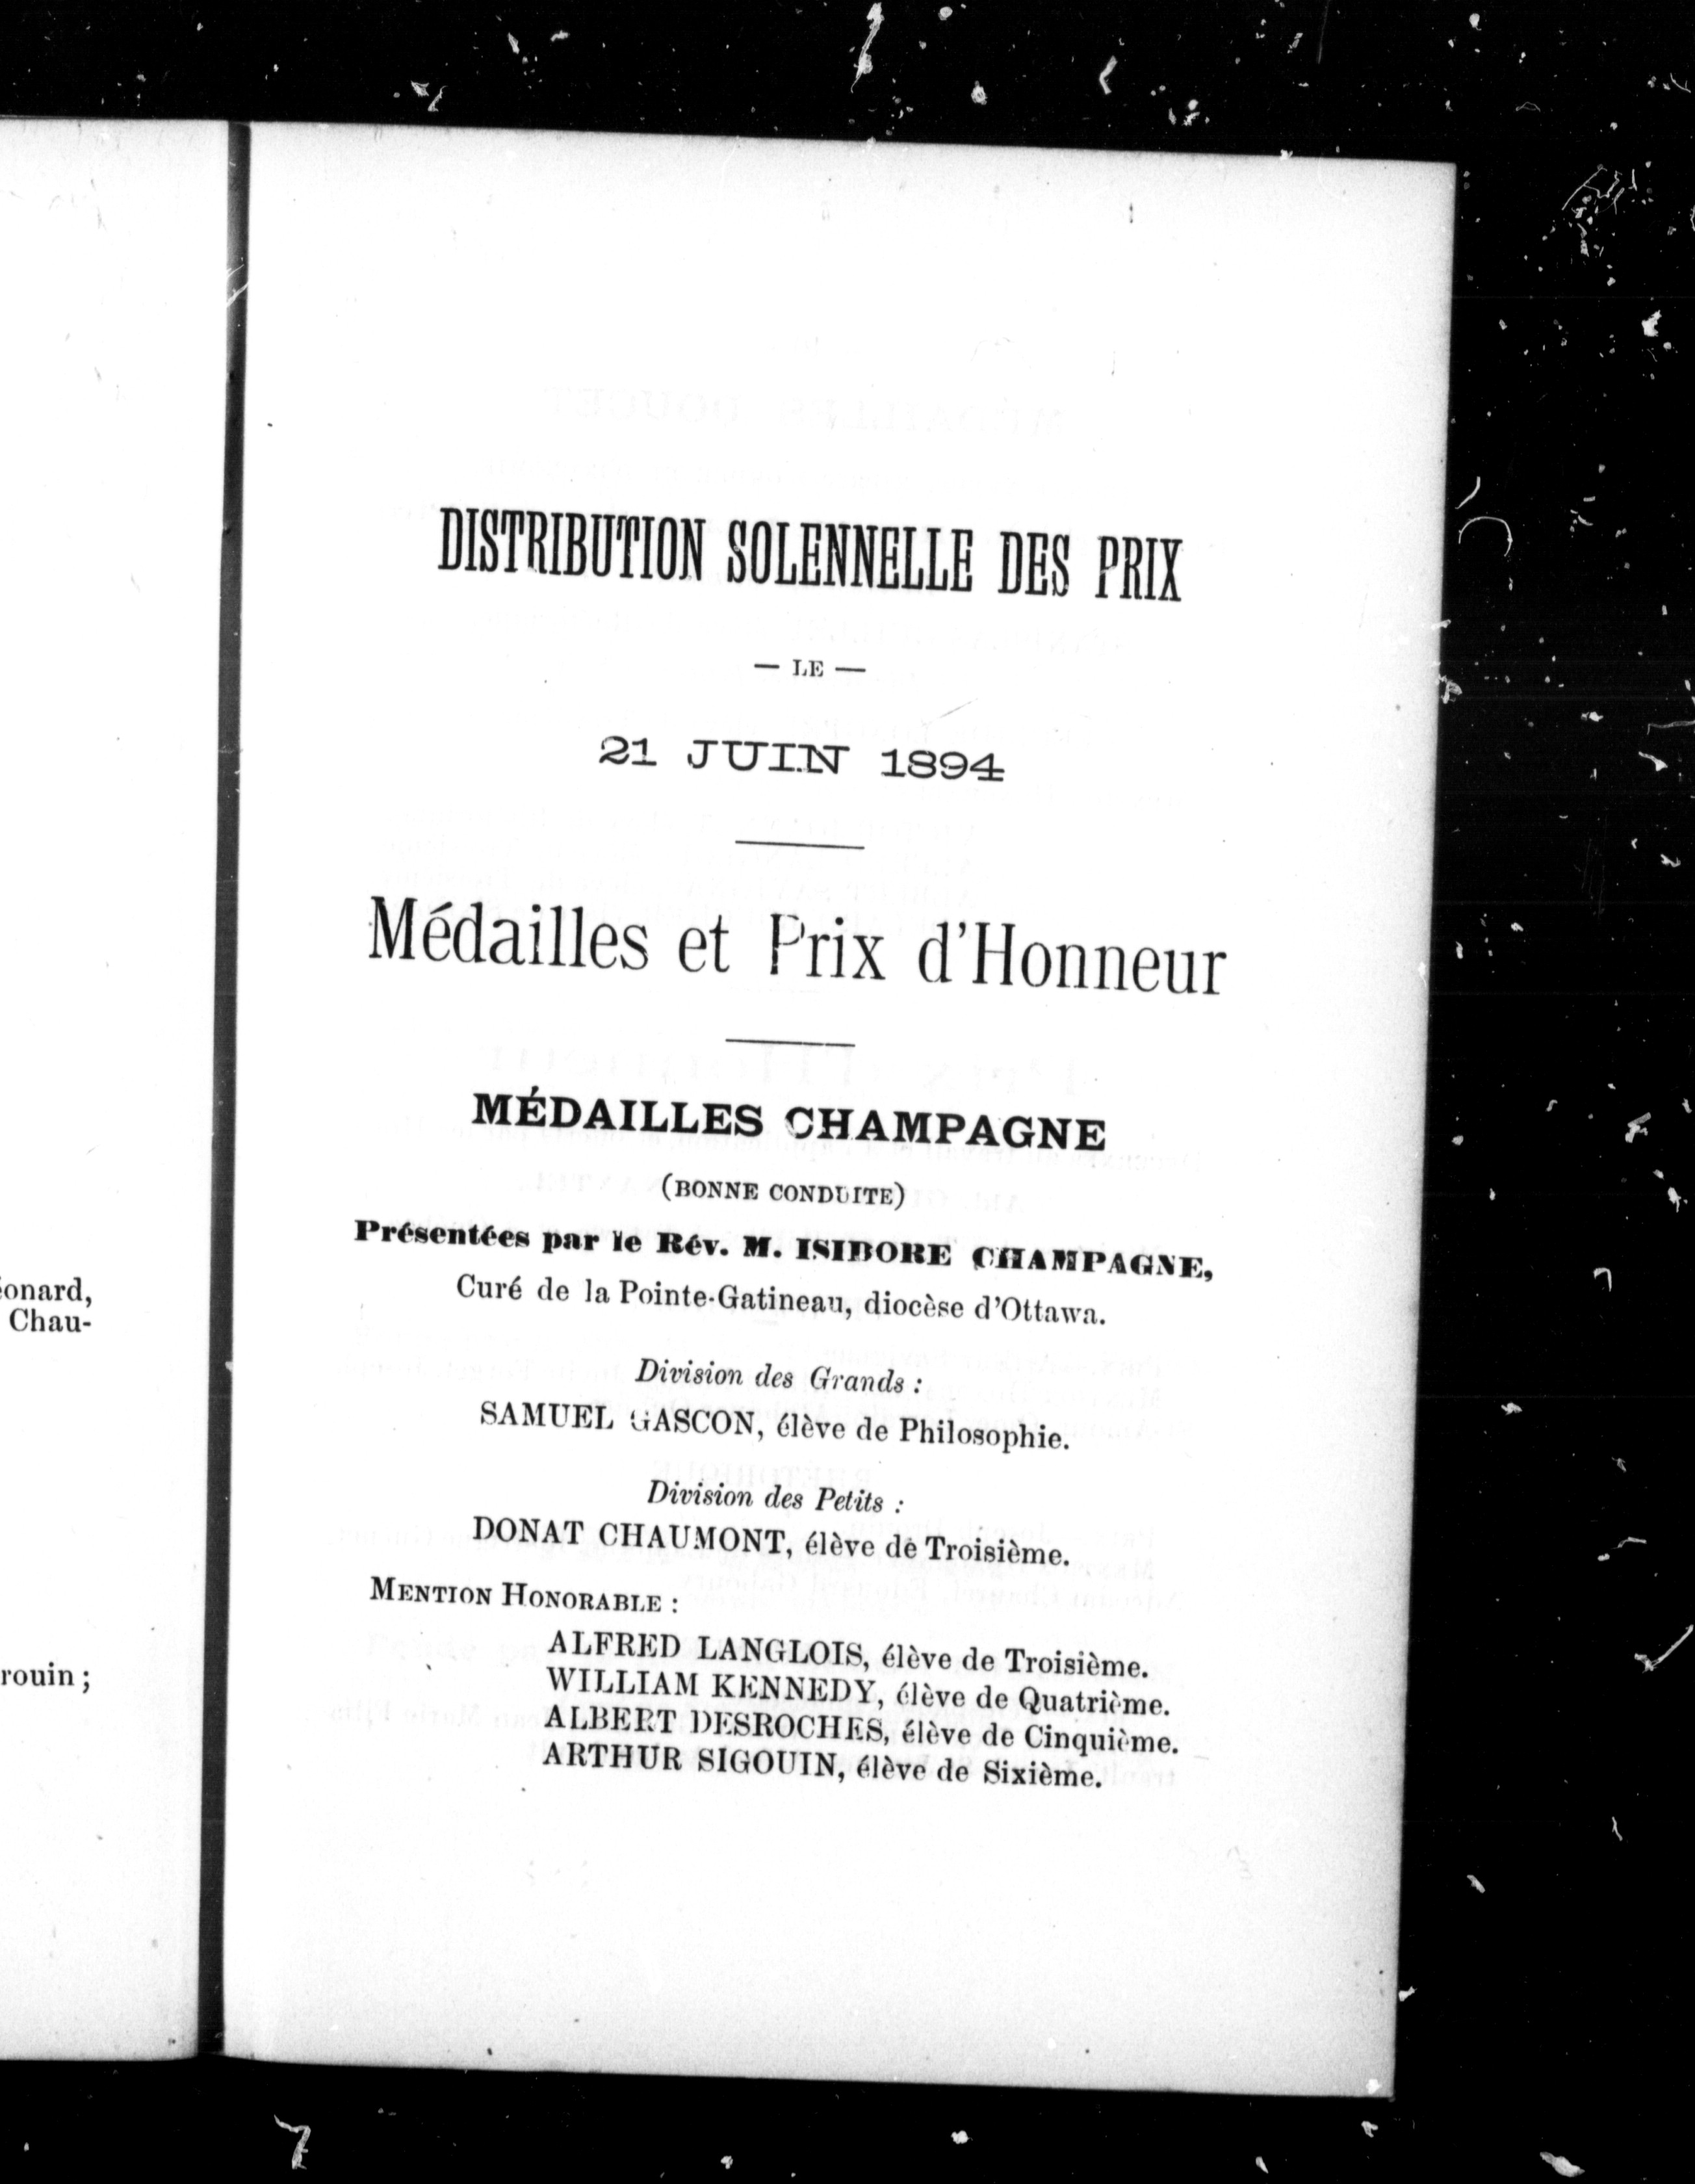 éonard,
Chau-
rouin ;
DISTRIBUTION SOLENNELLE DES PRIX
— LE —
21 JUIN 1894
Médailles et Prix d'Honneur
MÉDAILLES CHAMPAGNE
(BONNE CONDUITE)
Présentées par le Rév. M. ISIDORE CHAMPAGNE,
Curé de la Pointe-Gatineau, diocèse d'Ottawa.
Division des Grands :
SAMUEL GASCON, élève de Philosophie.
Division des Petits :
DONAT CHAUMONT, élève de Troisième.
MENTION HONORABLE :
ALFRED LANGLOIS, élève de Troisième.
WILLIAM KENNEDY, élève de Quatrième.
ALBERT DESROCHES, élève de Cinquième.
ARTHUR SIGOUIN, élève de Sixième.